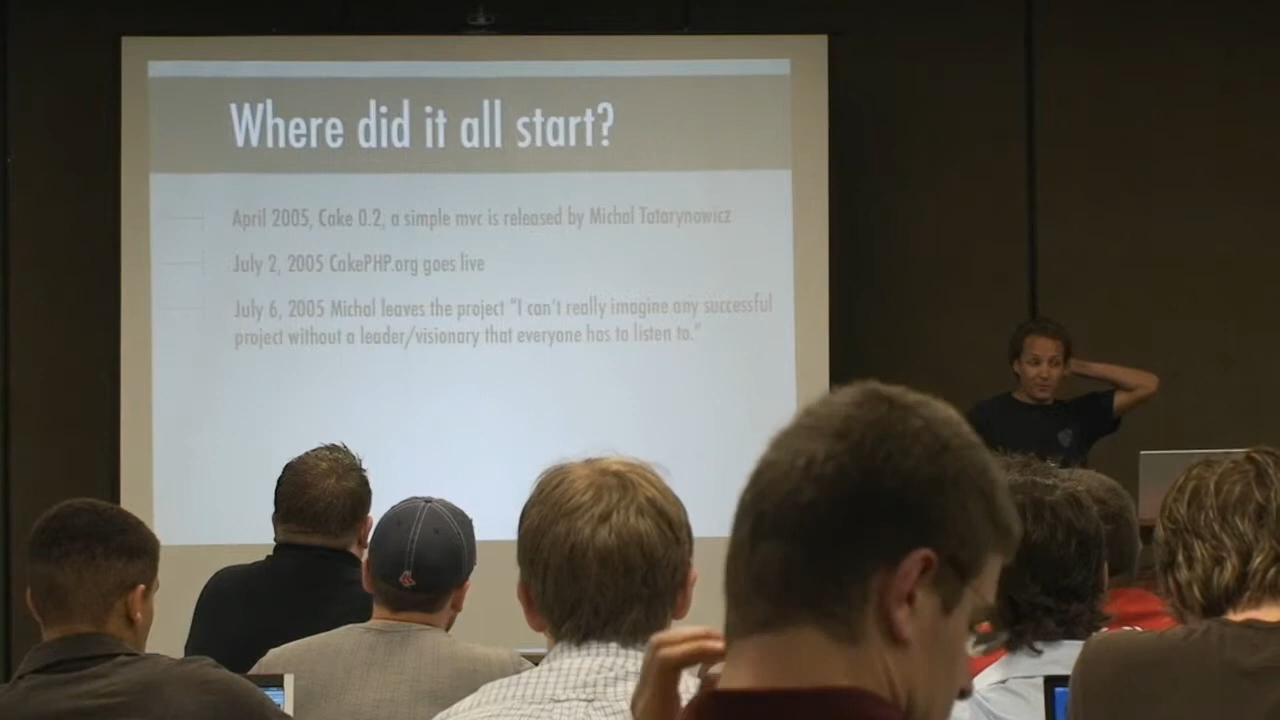 Where did it all start?
April 2005, Cake 0.2, a simple mvc is released by Michal Tatarynowicz
July 2, 2005 CakePHP.org goes live
July 6, 2005 Michal leaves the project “I can't really imagine any successful
project without a leader/visionary that everyone has to listen to.”